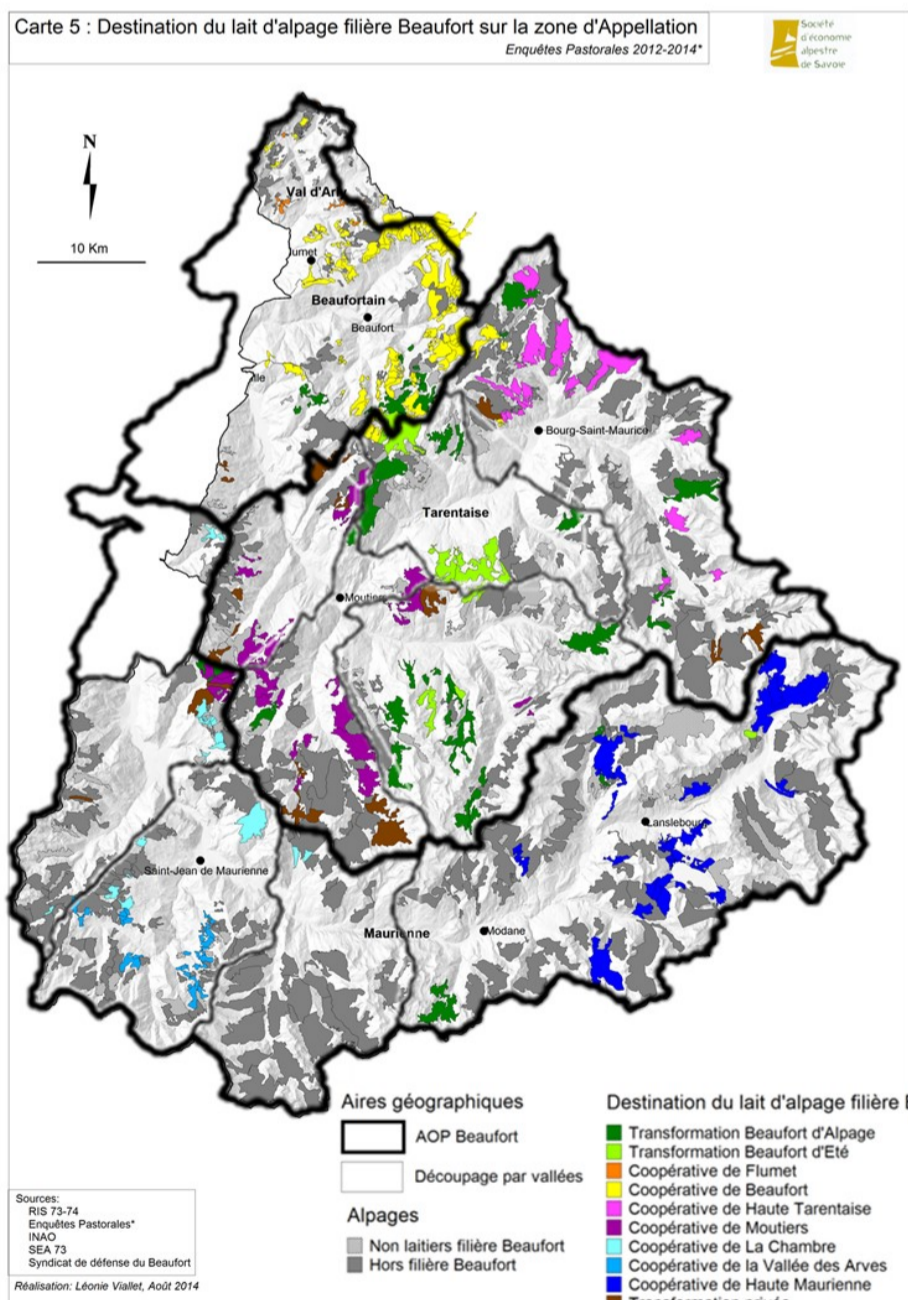 Carte 5 : Destination du lait d'alpage filière Beaufort sur la zone d'Appellation
Enquêtes Pastorales 2012-2014*
Société
d'économie
alpestre
de Savoie
N
10 Km
Val d'Arly
lumet
Beaufortain
Beaufort
Bourg-Saint-Maurice
Tarentaise
Moutiers
Lanslebourg
Saint-Jean de Maurienne
Maurienne
Modane
Aires géographiques
AOP Beaufort
Découpage par vallées
Alpages
Non laitiers filière Beaufort
Hors filière Beaufort
Destination du lait d'alpage filière B
Transformation Beaufort d'Alpage
Transformation Beaufort d'Eté
Coopérative de Flumet
Coopérative de Beaufort
Coopérative de Haute Tarentaise
Coopérative de Moutiers
Coopérative de La Chambre
Coopérative de la Vallée des Arves
Coopérative de Haute Maurienne
Transformation privée
Sources:
RIS 73-74
Enquêtes Pastorales*
INAO
SEA 73
Syndicat de défense du Beaufort
Réalisation: Léonie Viallet, Août 2014